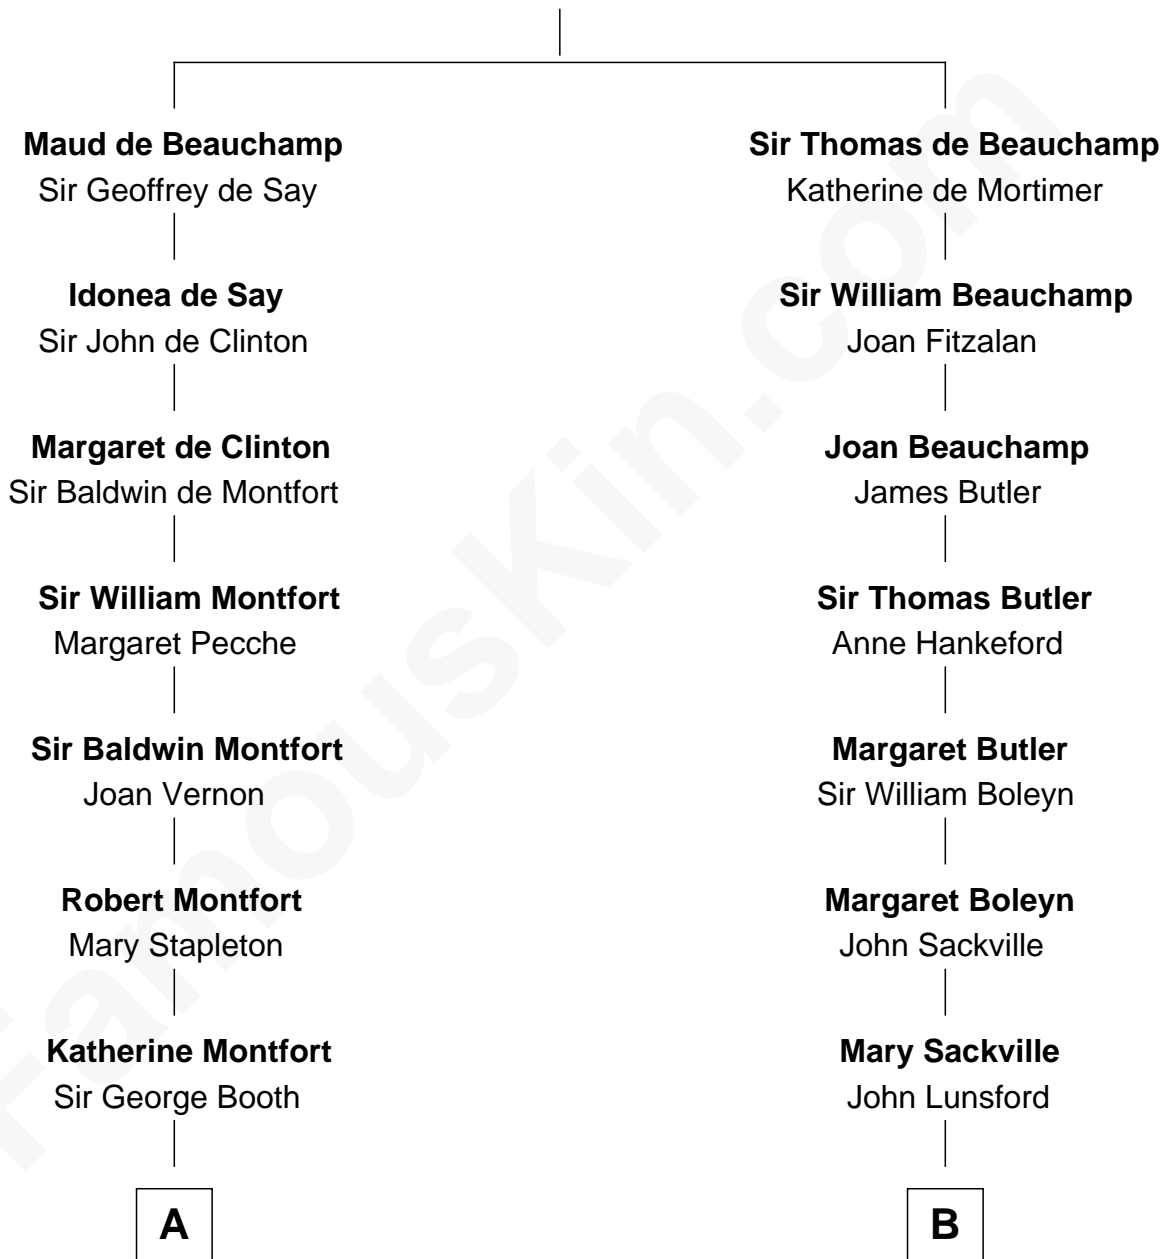 Maud de Beauchamp
Sir Geoffrey de Say
Idonea de Say
Sir John de Clinton
Margaret de Clinton
Sir Baldwin de Montfort
Sir William Montfort
Margaret Pecche
Sir Baldwin Montfort
Joan Vernon
Robert Montfort
Mary Stapleton
Katherine Montfort
Sir George Booth
A
Sir Thomas de Beauchamp
Katherine de Mortimer
Sir William Beauchamp
Joan Fitzalan
Joan Beauchamp
James Butler
Sir Thomas Butler
Anne Hankeford
Margaret Butler
Sir William Boleyn
Margaret Boleyn
John Sackville
Mary Sackville
John Lunsford
B
FamousKin.com